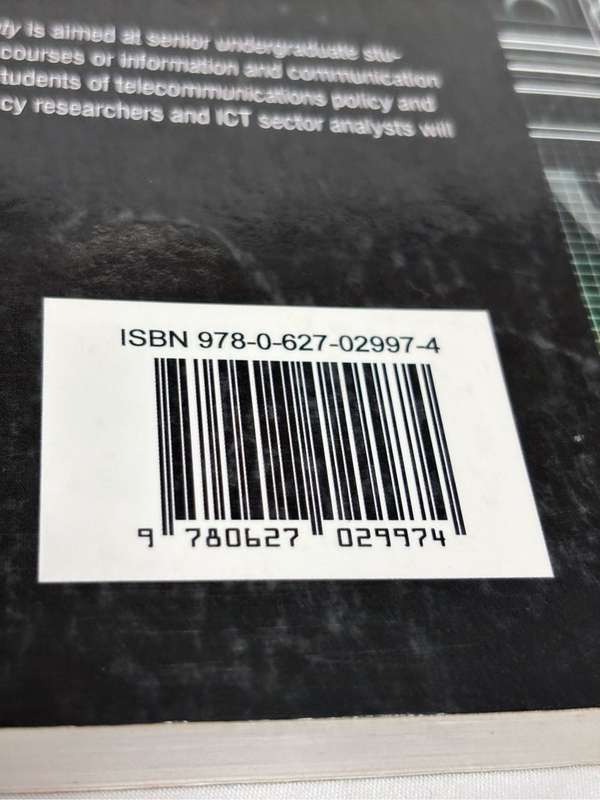 is aimed at senior undergraduate stu-
courses or information and communication
tudents of telecommunications policy and
cy researchers and ICT sector analysts will
ISBN 978-0-627-02997-4
9 780627 029974